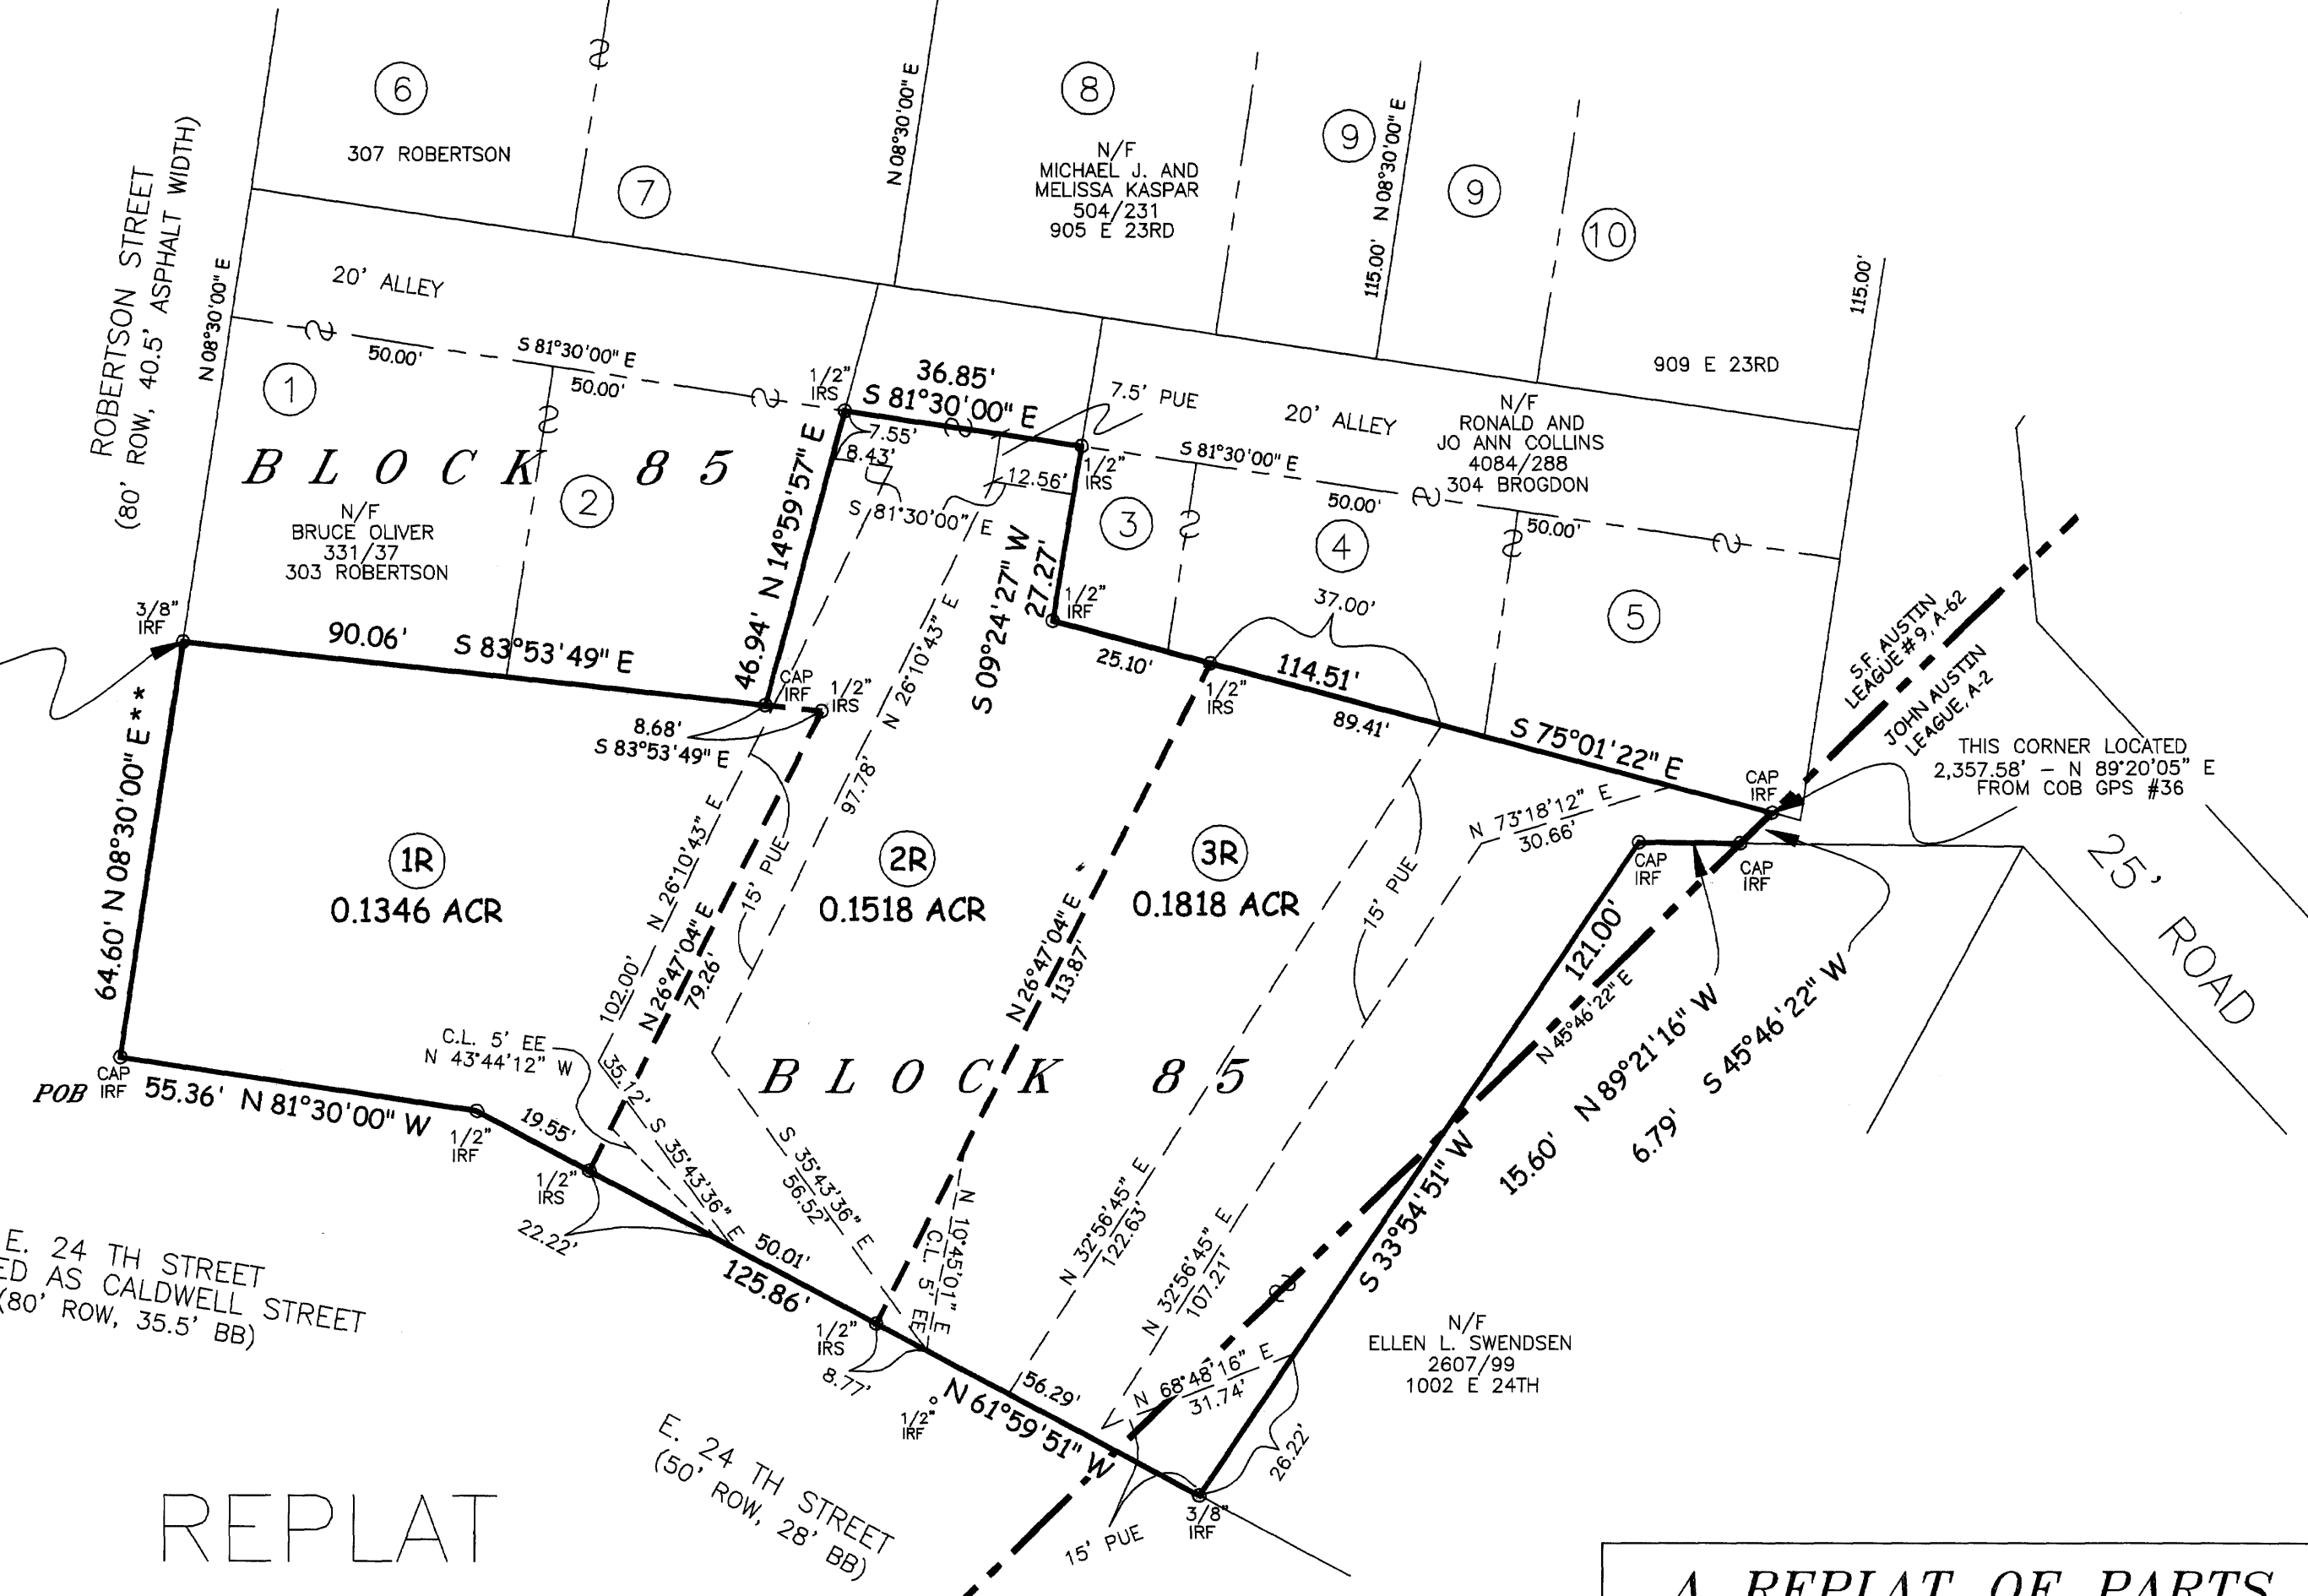 6
307 ROBERTSON
7
N 08°30'00" E
8
N/F
MICHAEL J. AND
MELISSA KASPAR
504/231
905 E 23RD
9
115.00' N 08°30'00" E
9
10
115.00'
909 E 23RD
ROBERTSON STREET
(80' ROW, 40.5' ASPHALT WIDTH)
N 08°30'00" E
20' ALLEY
50.00'
S 81°30'00" E
50.00'
1
2
BLOCK 85
N/F
BRUCE OLIVER
331/37
303 ROBERTSON
1/2"
IRS
36.85'
S 81°30'00" E
7.55'
8.43'
12.56'
S 81°30'00" E
7.5' PUE
1/2"
IRS
20' ALLEY
N/F
RONALD AND
JO ANN COLLINS
4084/288
304 BROGDON
S 81°30'00" E
50.00'
50.00'
3
4
5
37.00'
3/8"
IRF
90.06' S 83°53'49" E
46.94' N 14°59'57" E
CAP
IRF
1/2"
IRS
8.68'
S 83°53'49" E
S 09°24'27" W
27.27'
1/2"
IRF
25.10'
1/2"
IRS
114.51'
89.41'
S 75°01'22" E
CAP
IRF
S.F. AUSTIN
LEAGUE #9, A-62
JOHN AUSTIN
LEAGUE, A-2
THIS CORNER LOCATED
2,357.58' - N 89°20'05" E
FROM COB GPS #36
25' ROAD
64.60' N 08°30'00" E **
1R
0.1346 ACR
N 26°10'43" E
102.00'
N 26°47'04" E
79.26'
15' PUE
N 26°10'43" E
97.78'
2R
0.1518 ACR
N 26°47'04" E
113.87'
3R
0.1818 ACR
15' PUE
N 73°18'12" E
30.66'
CAP
IRF
CAP
IRF
121.00'
S 33°54'51" W
N 45°46'22" E
15.60' N 89°21'16" W
6.79' S 45°46'22" W
C.L. 5' EE
N 43°44'12" W
BLOCK 85
POB
CAP
IRF
55.36' N 81°30'00" W
1/2"
IRF
19.55'
1/2"
IRS
35.12' S 35°43'36" E
22.22'
S 35°43'36" E
56.52'
50.01'
125.86'
N 10°45'01" E
C.L. 5' EE
1/2"
IRS
8.77'
N 32°56'45" E
122.63'
N 32°56'45" E
107.21'
56.29'
N 61°59'51" W
1/2"
IRF
N 68°48'16" E
31.74'
26.22'
3/8"
IRF
15' PUE
N/F
ELLEN L. SWENDSEN
2607/99
1002 E 24TH
E. 24 TH STREET
ED AS CALDWELL STREET
(80' ROW, 35.5' BB)
E. 24 TH STREET
(50' ROW, 28' BB)
REPLAT
A REPLAT OF PARTS